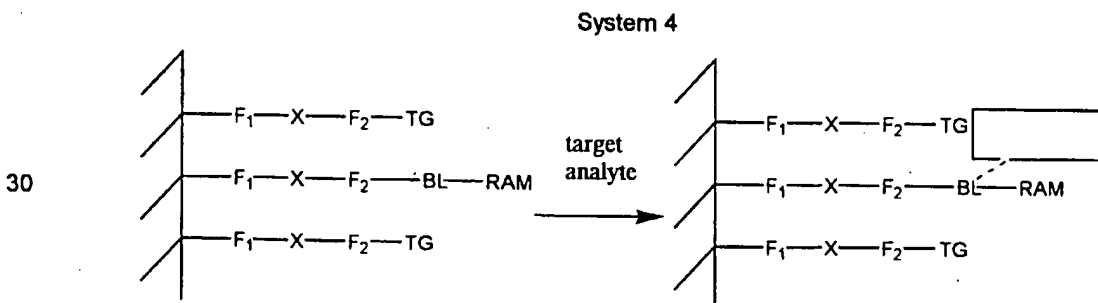 System 4
F₁—X—F₂—TG
F₁—X—F₂—TG
target
analyte
30
F₁—X—F₂—BL—RAM
F₁—X—F₂—BL—RAM
F₁—X—F₂—TG
F₁—X—F₂—TG